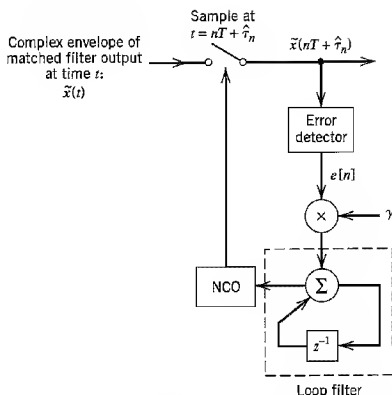 Complex envelope of
matched filter output
at time t:
x̃(t)
Sample at
t = nT + τ̂ₙ
x̃(nT + τ̂ₙ)
Error
detector
e[n]
×
γ
Σ
NCO
z⁻¹
Loop filter